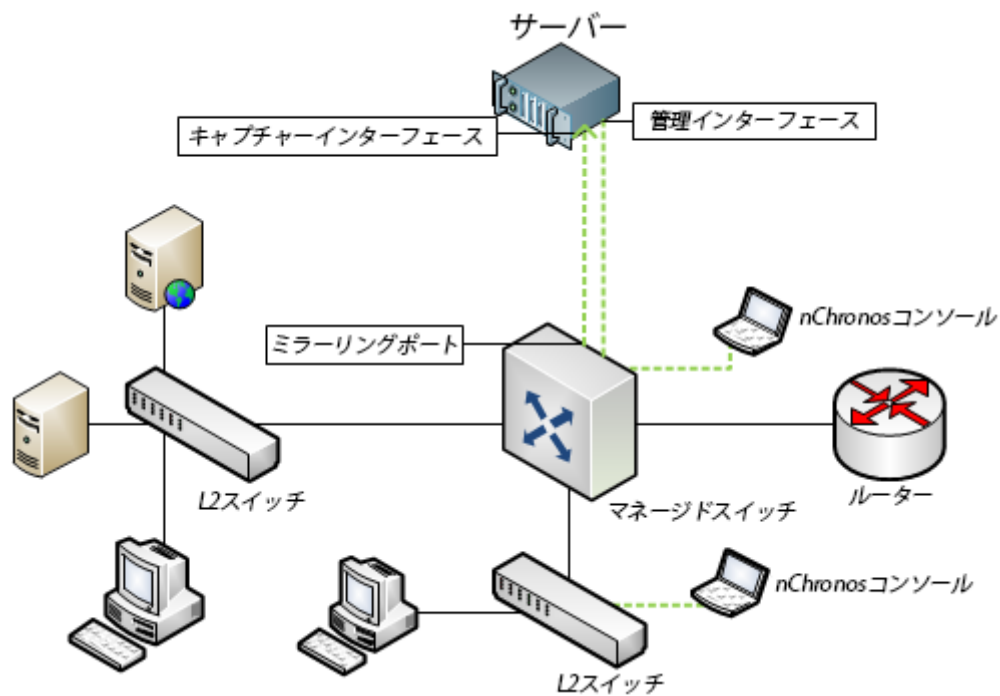 サーバー
キャプチャーインターフェース
管理インターフェース
nChronosコンソール
ミラーリングポート
L2スイッチ
マネージドスイッチ
ルーター
nChronosコンソール
L2スイッチ